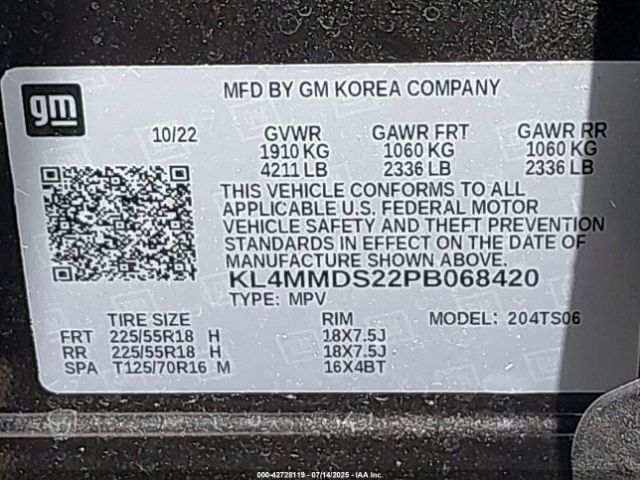 gm
MFD BY GM KOREA COMPANY
10/22 GVWR GAWR FRT GAWR RR
1910 KG 1060 KG 1060 KG
4211 LB 2336 LB 2336 LB
THIS VEHICLE CONFORMS TO ALL
APPLICABLE U.S. FEDERAL MOTOR
VEHICLE SAFETY AND THEFT PREVENTION
STANDARDS IN EFFECT ON THE DATE OF
MANUFACTURE SHOWN ABOVE.
KL4MMDS22PB068420
TYPE: MPV
TIRE SIZE RIM MODEL: 204TS06
FRT 225/55R18 H 18X7.5J
RR 225/55R18 H 18X7.5J
SPA T125/70R16 M 16X4BT
000-42728119 - 07/14/2025 - IAA Inc.